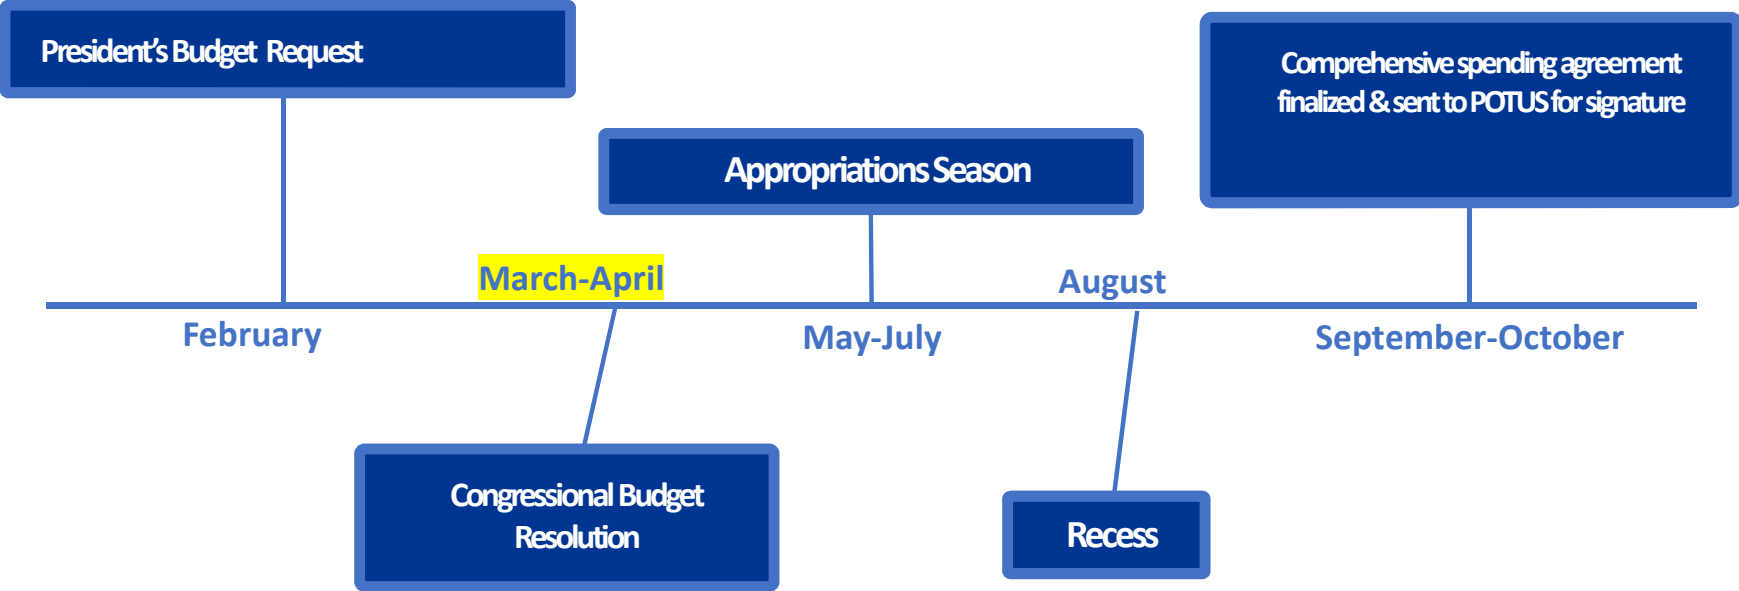 President's Budget Request
Comprehensive spending agreement
finalized & sent to POTUS for signature
Appropriations Season
March-April
August
February
May-July
September-October
Congressional Budget
Resolution
Recess